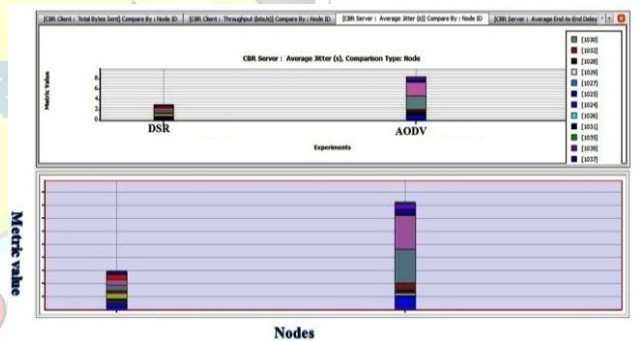 [CBR Client : Total Bytes Sent] Compare By : Node ID
[CBR Client : Throughput (bits/s)] Compare By : Node ID
[CBR Server : Average Jitter (s)] Compare By : Node ID
[CBR Server : Average End-to-End Delay
CBR Server : Average Jitter (s), Comparison Type: Node
Metric Value
8
6
4
2
0
DSR
AODV
Experiments
[1030]
[1032]
[1028]
[1029]
[1027]
[1025]
[1024]
[1026]
[1031]
[1035]
[1036]
[1037]
Metric value
Nodes